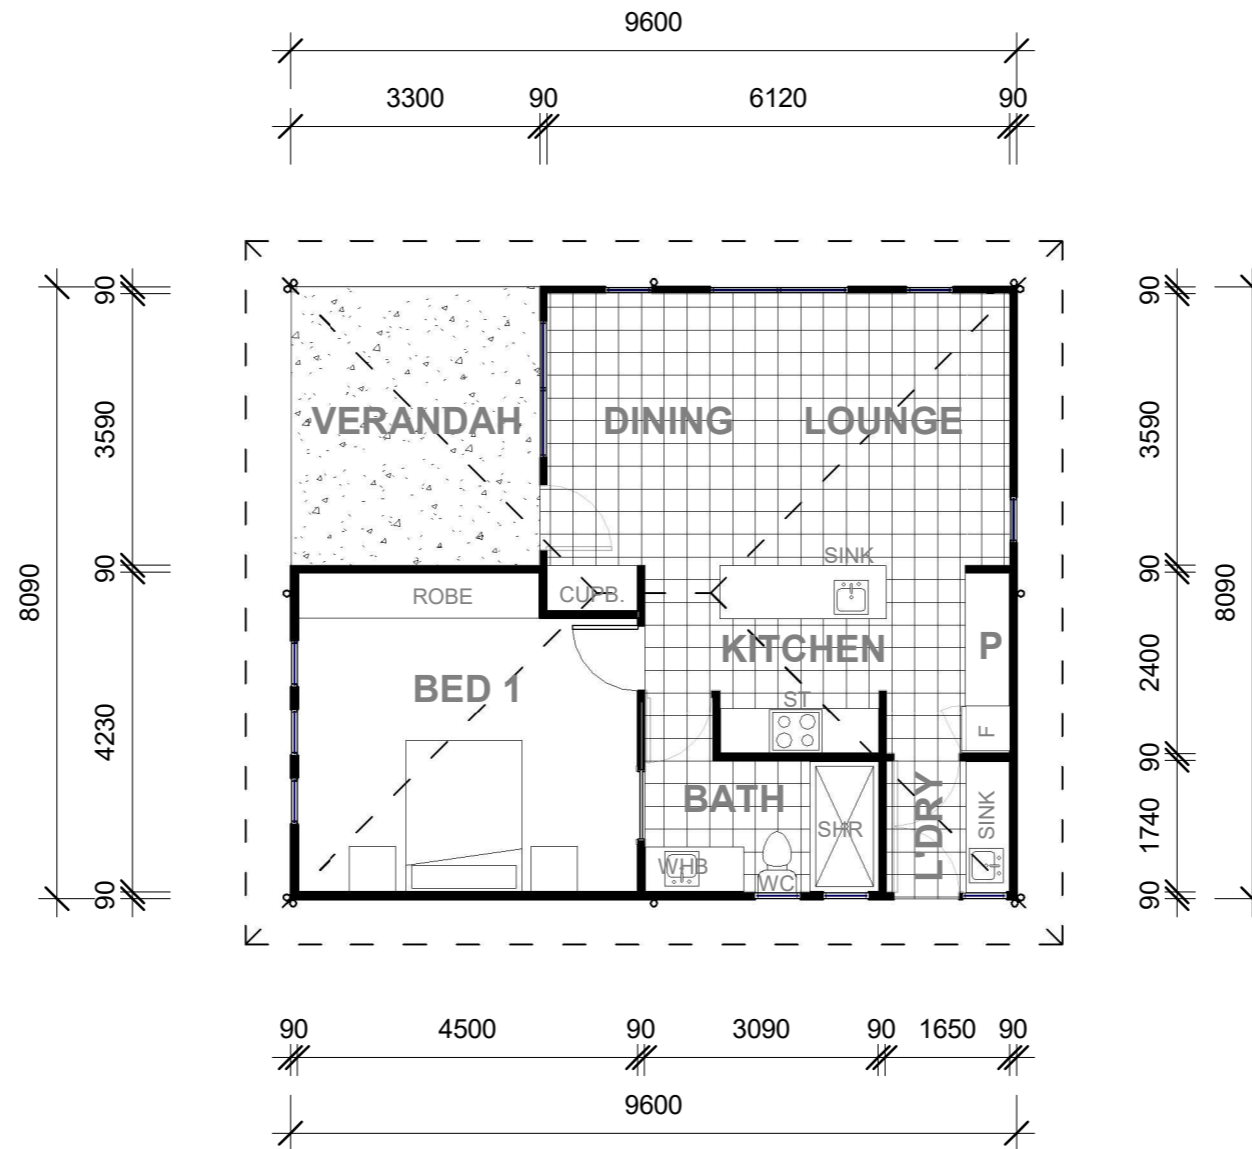 9600
3300 90 6120 90
90
90
3590
3590
VERANDAH DINING LOUNGE
SINK
90
90
8090
8090
ROBE
CUPB.
KITCHEN
P
2400
BED 1
ST
4230
F
90
BATH
L'DRY
SINK
SHR
1740
WHB
WC
90
90
90 4500 90 3090 90 1650 90
9600